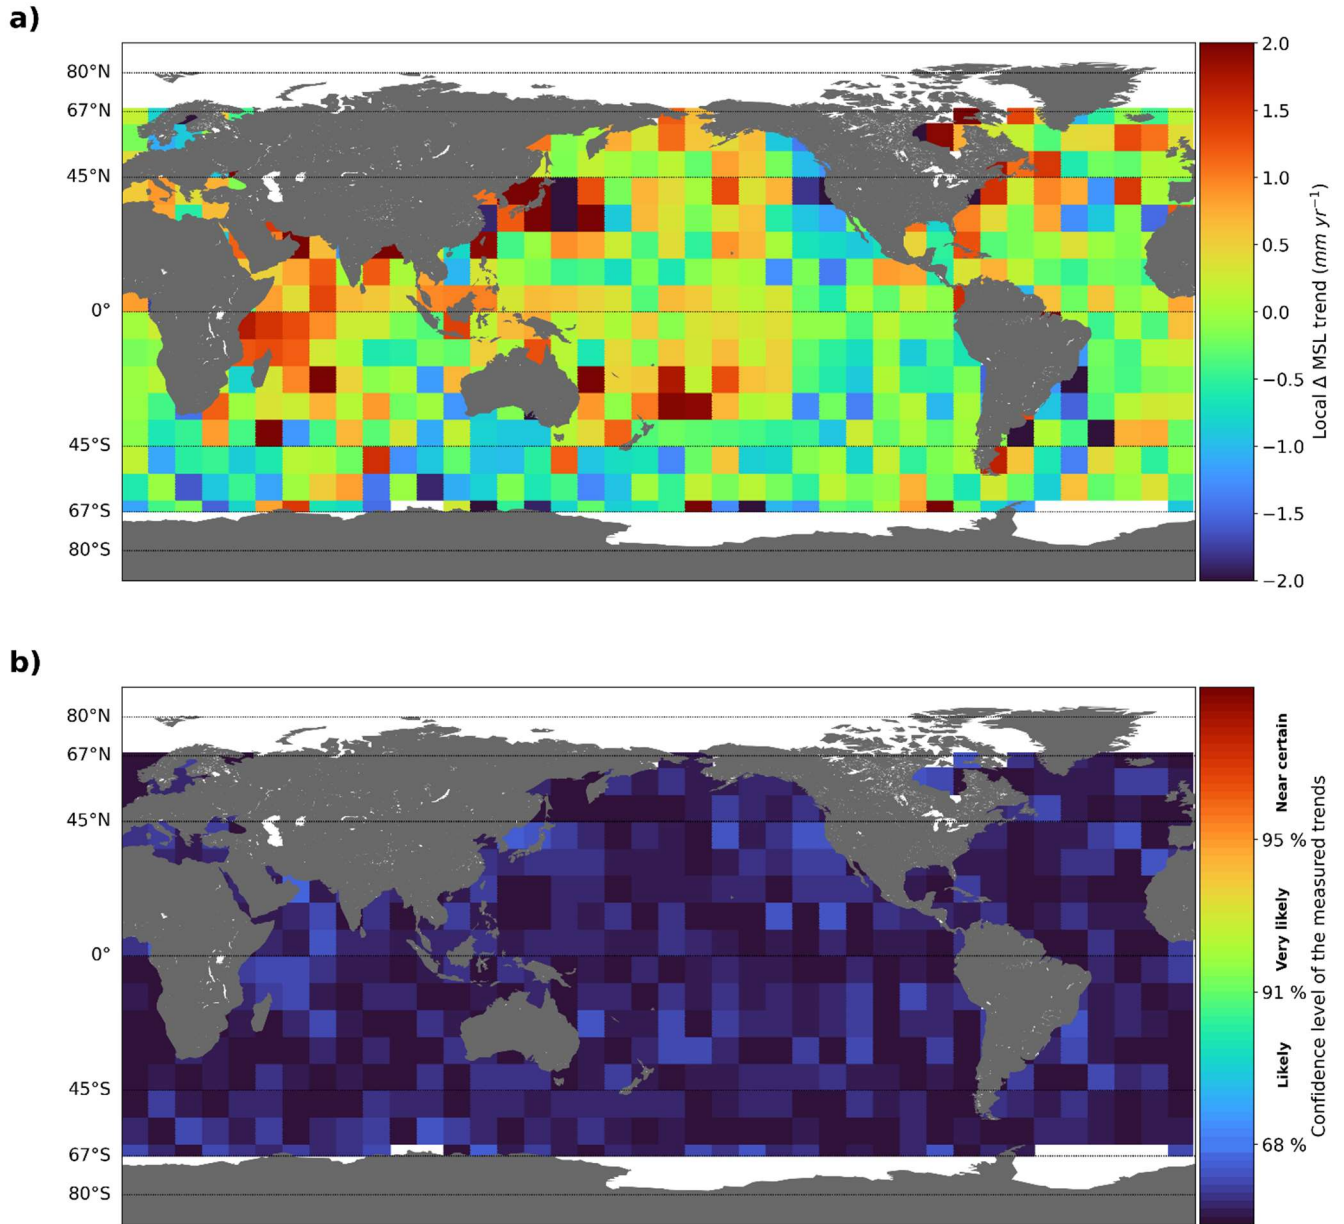 a)
80°N
67°N
45°N
0°
45°S
67°S
80°S
2.0
1.5
1.0
0.5
0.0
−0.5
−1.0
−1.5
−2.0
Local Δ MSL trend (mm yr⁻¹)
b)
80°N
67°N
45°N
0°
45°S
67°S
80°S
95 %
91 %
68 %
Near certain
Very likely
Likely
Confidence level of the measured trends